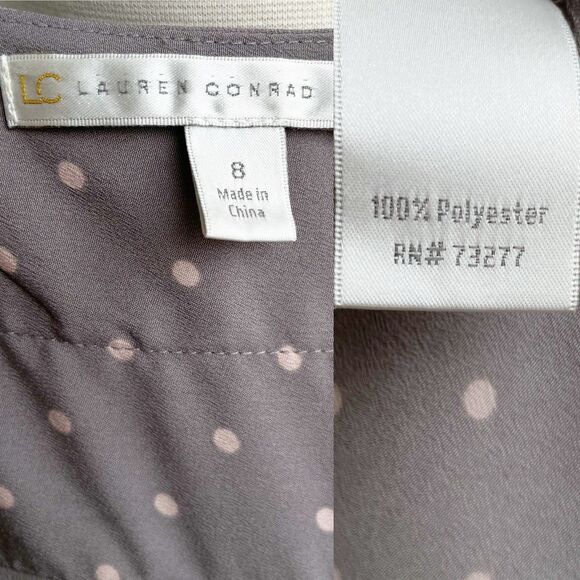 LC LAUREN CONRAD
8
Made in
China
100% Polyester
RN# 73277